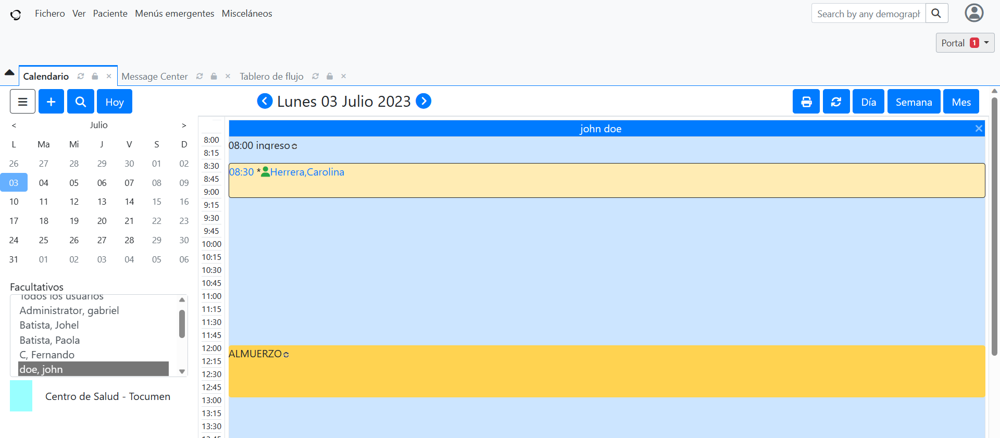 Fichero Ver Paciente Menús emergentes Misceláneos
Search by any demograph
Portal 1
Calendario Message Center Tablero de flujo
Hoy
Lunes 03 Julio 2023
Día Semana Mes
< Julio >
L Ma Mi J V S D
26 27 28 29 30 01 02
03 04 05 06 07 08 09
10 11 12 13 14 15 16
17 18 19 20 21 22 23
24 25 26 27 28 29 30
31 01 02 03 04 05 06
Facultativos
Todos los usuarios
Administrator, gabriel
Batista, Johel
Batista, Paola
C, Fernando
doe, john
Centro de Salud - Tocumen
john doe
8:00
08:00 ingreso
8:15
8:30
08:30 *Herrera,Carolina
8:45
9:00
9:15
9:30
9:45
10:00
10:15
10:30
10:45
11:00
11:15
11:30
11:45
12:00
ALMUERZO
12:15
12:30
12:45
13:00
13:15
13:30
13:45